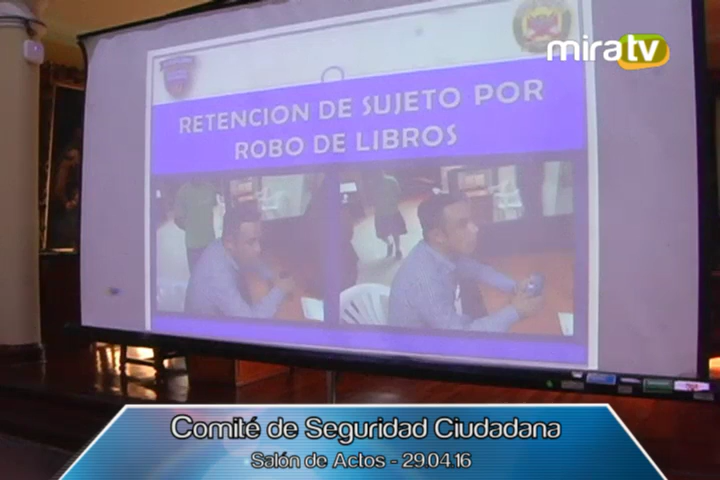 miratv
RETENCION DE SUJETO POR
ROBO DE LIBROS
Comité de Seguridad Ciudadana
Salón de Actos - 29.04.16